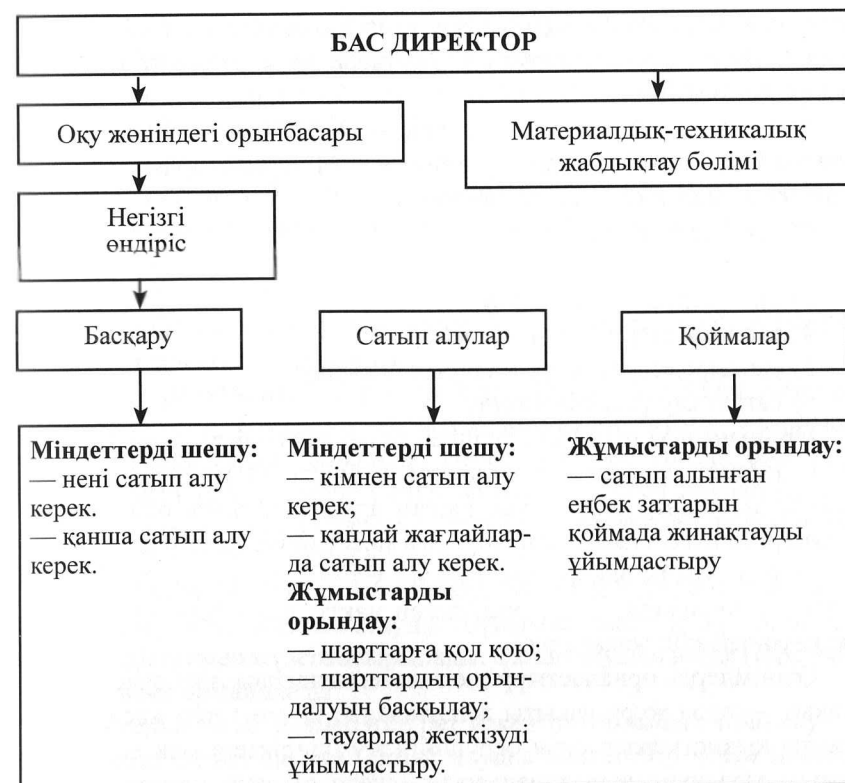 БАС ДИРЕКТОР
Оқу жөніндегі орынбасары
Материалдық-техникалық
жабдықтау бөлімі
Негізгі
өндіріс
Басқару
Сатып алулар
Қоймалар
Міндеттерді шешу:
— нені сатып алу
керек.
— қанша сатып алу
керек.
Міндеттерді шешу:
— кімнен сатып алу
керек;
— қандай жағдайлар-
да сатып алу керек.
Жұмыстарды
орындау:
— шарттарға қол қою;
— шарттардың орын-
далуын басқылау;
— тауарлар жеткізуді
ұйымдастыру.
Жұмыстарды орындау:
— сатып алынған
еңбек заттарын
қоймада жинақтауды
ұйымдастыру